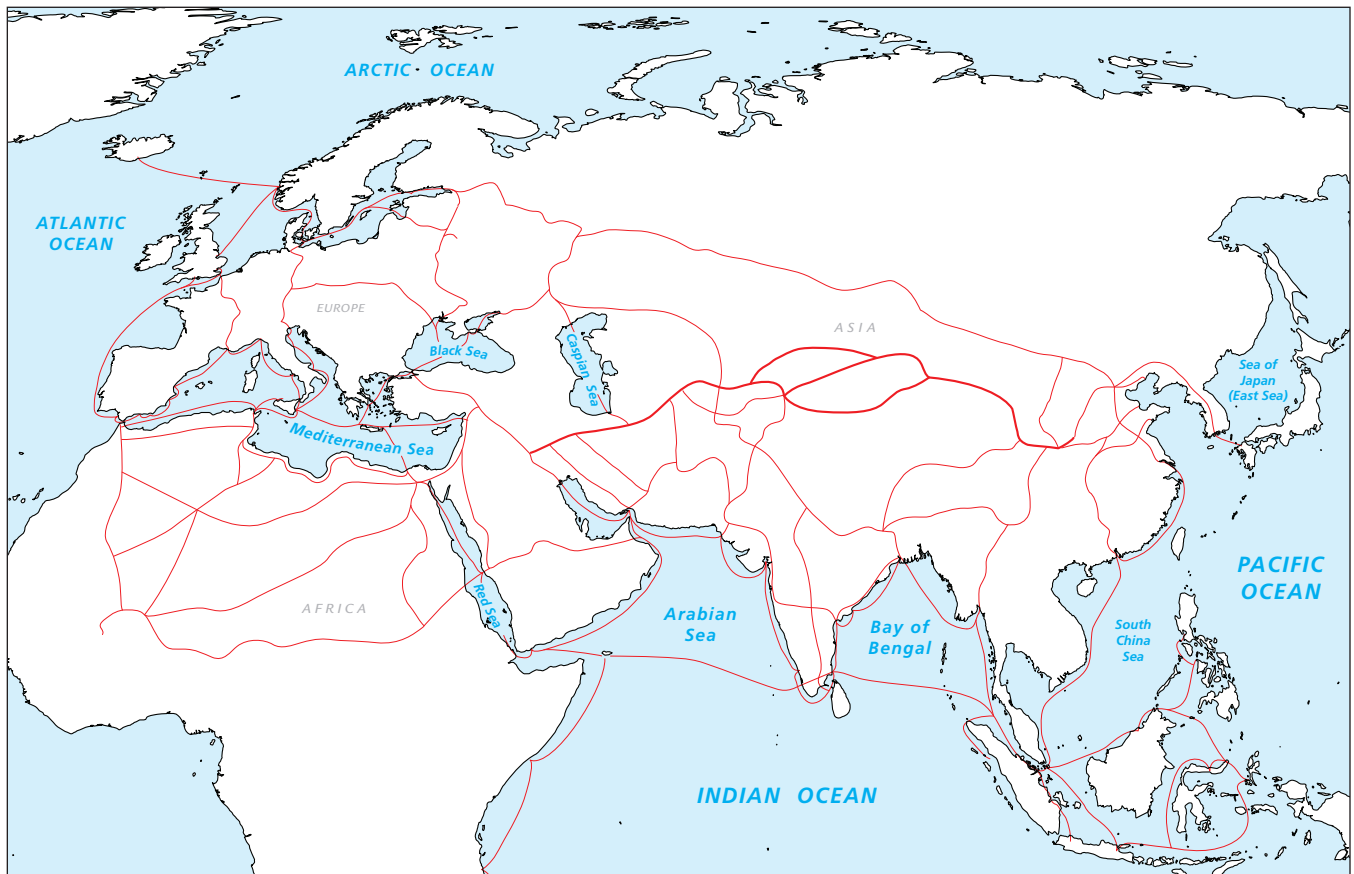 ARCTIC • OCEAN
ATLANTIC
OCEAN
EUROPE
ASIA
Black Sea
Caspian Sea
Sea of
Japan
(East Sea)
Mediterranean Sea
PACIFIC
OCEAN
AFRICA
Red Sea
Arabian
Sea
Bay of
Bengal
South
China
Sea
INDIAN OCEAN